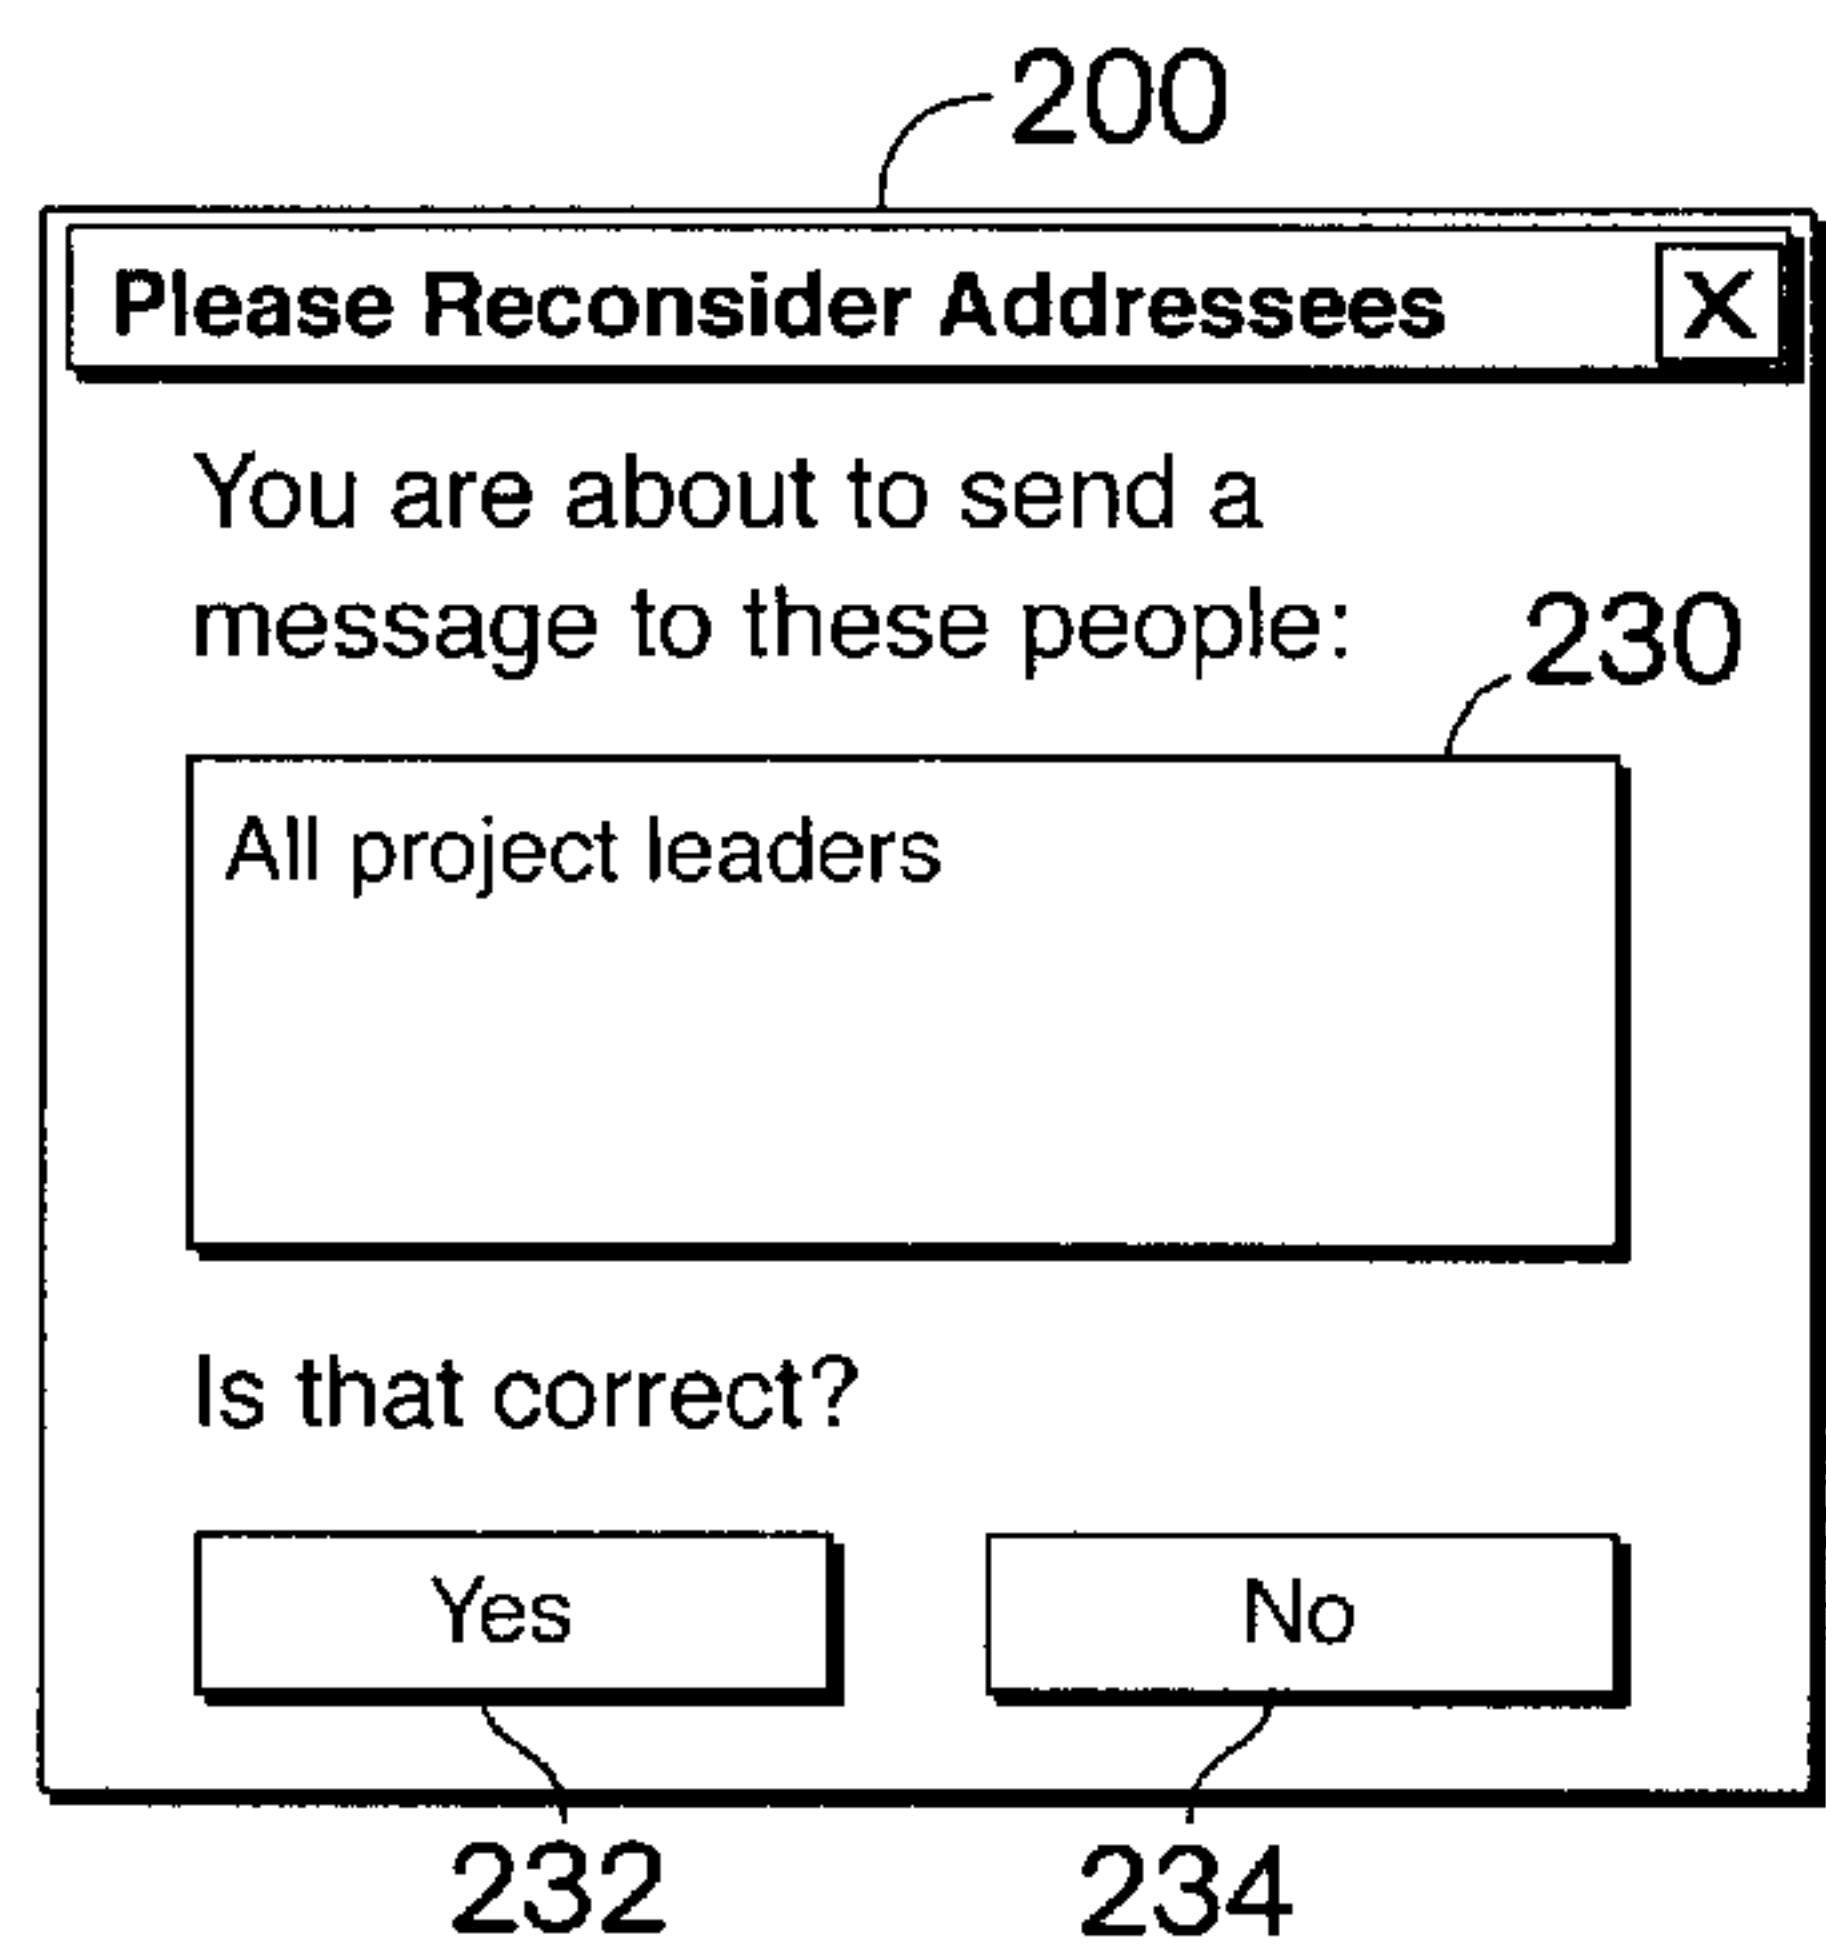 200
Please Reconsider Addressees X
You are about to send a
message to these people:
230
All project leaders
Is that correct?
Yes No
232 234